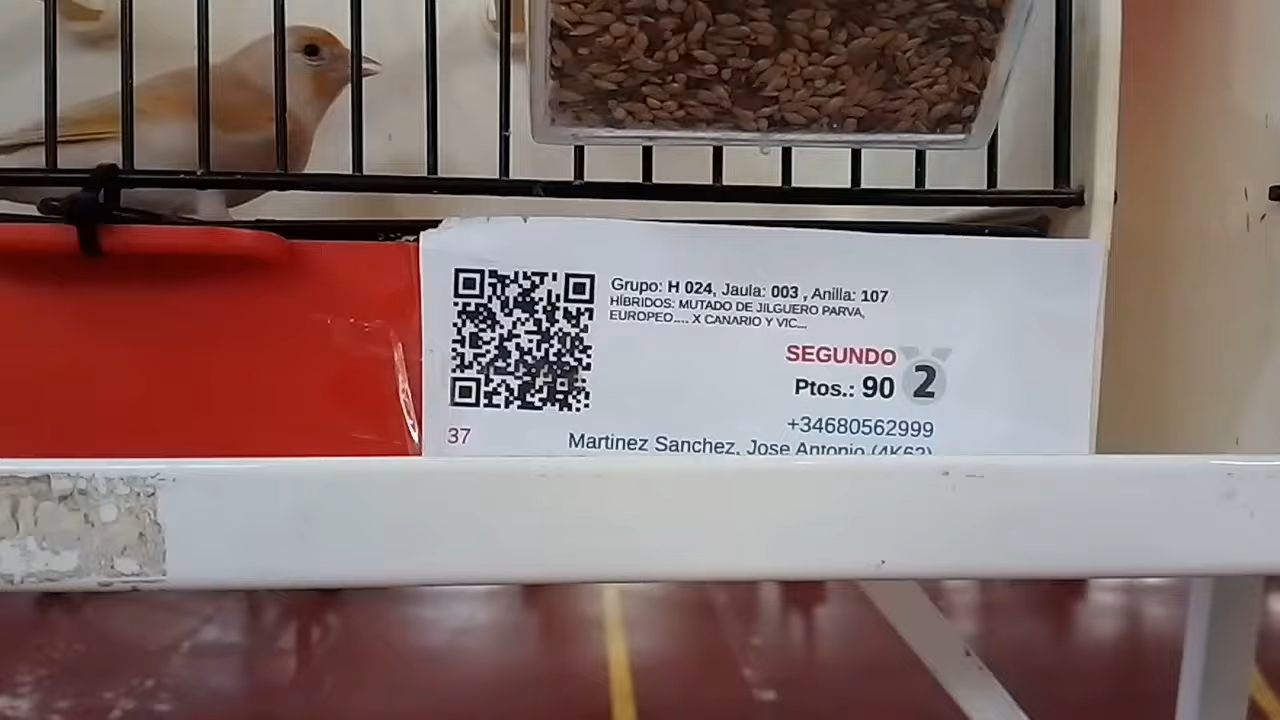 Grupo: H 024, Jaula: 003 , Anilla: 107
HÍBRIDOS: MUTADO DE JILGUERO PARVA,
EUROPEO.... X CANARIO Y VIC...
SEGUNDO
Ptos.: 90 2
+34680562999
37 Martinez Sanchez, Jose Antonio (4K62)